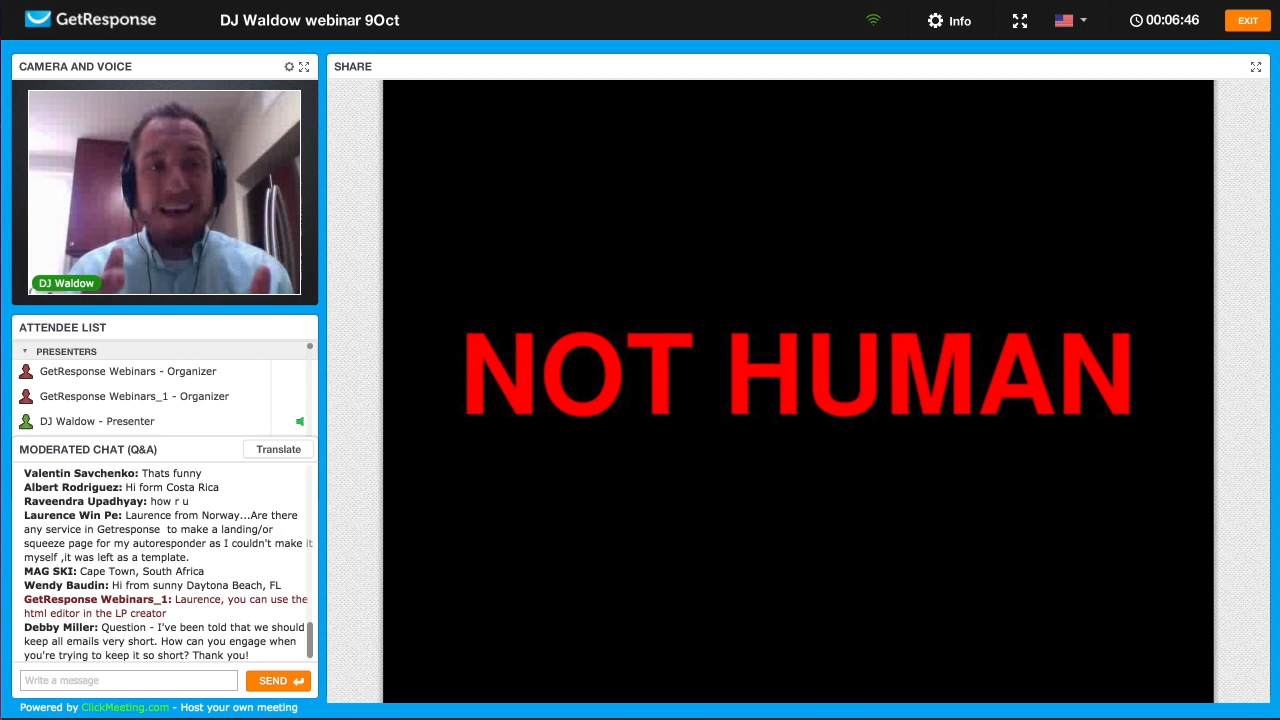 GetResponse
DJ Waldow webinar 9Oct
Info
00:06:46
EXIT
CAMERA AND VOICE
DJ Waldow
SHARE
NOT HUMAN
ATTENDEE LIST
PRESENTERS
GetResponse Webinars - Organizer
GetResponse Webinars_1 - Organizer
DJ Waldow - Presenter
MODERATED CHAT (Q&A)
Translate
Valentin Savchenko: Thats funny
Albert Rodriguez: Hi form Costa Rica
Raveendra Upadhyay: how r u
Laurence Win Pe: Laurence from Norway...Are there
any service in Getresponse to make a landing/or
squeeze page for my autoresponder as I couldn't make it
myself ,it was left as a template.
MAG SKI: Cape Town, South Africa
Wendy Baudin: Hi from sunny Daytona Beach, FL
GetResponse Webinars_1: Laurence, you can use the
html editor in the LP creator
Debby Miller: Question - I've been told that we should
keep all emails very short. How can you engage when
you're trying to keep it so short? Thank you!
Write a message
SEND
Powered by ClickMeeting.com - Host your own meeting